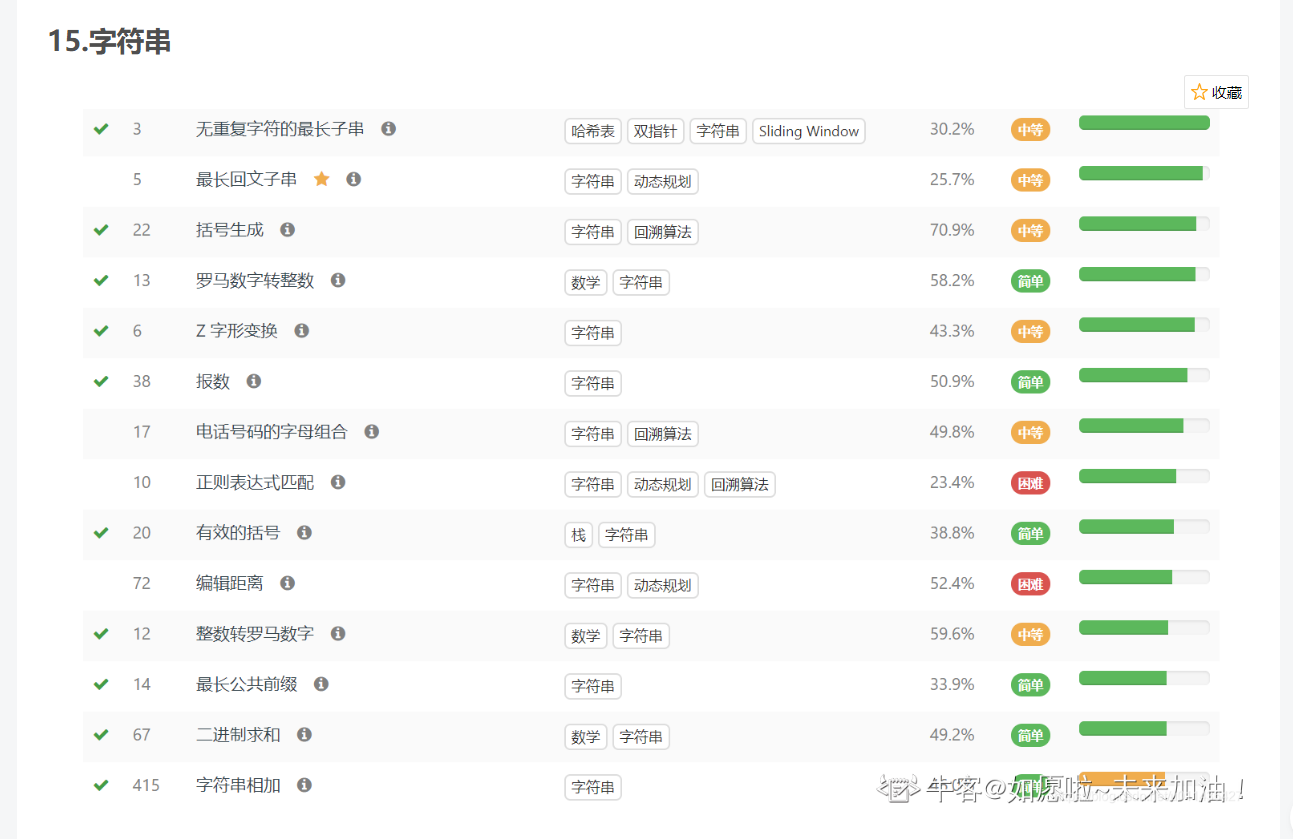 15.字符串
收藏
3 无重复字符的最长子串 哈希表 双指针 字符串 Sliding Window 30.2% 中等
5 最长回文子串 字符串 动态规划 25.7% 中等
22 括号生成 字符串 回溯算法 70.9% 中等
13 罗马数字转整数 数学 字符串 58.2% 简单
6 Z 字形变换 字符串 43.3% 中等
38 报数 字符串 50.9% 简单
17 电话号码的字母组合 字符串 回溯算法 49.8% 中等
10 正则表达式匹配 字符串 动态规划 回溯算法 23.4% 困难
20 有效的括号 栈 字符串 38.8% 简单
72 编辑距离 字符串 动态规划 52.4% 困难
12 整数转罗马数字 数学 字符串 59.6% 中等
14 最长公共前缀 字符串 33.9% 简单
67 二进制求和 数学 字符串 49.2% 简单
415 字符串相加 字符串
牛客@如愿啦~未来加油！